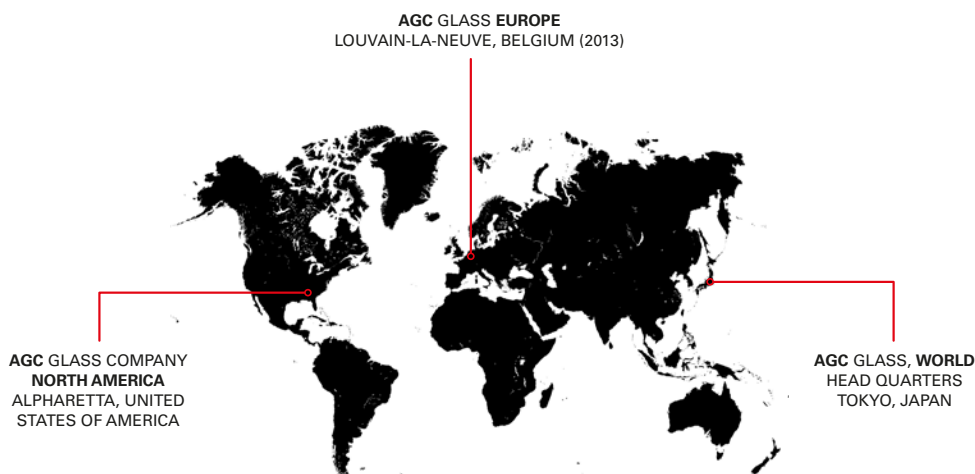 AGC GLASS EUROPE
LOUVAIN-LA-NEUVE, BELGIUM (2013)
AGC GLASS COMPANY
NORTH AMERICA
ALPHARETTA, UNITED
STATES OF AMERICA
AGC GLASS, WORLD
HEAD QUARTERS
TOKYO, JAPAN